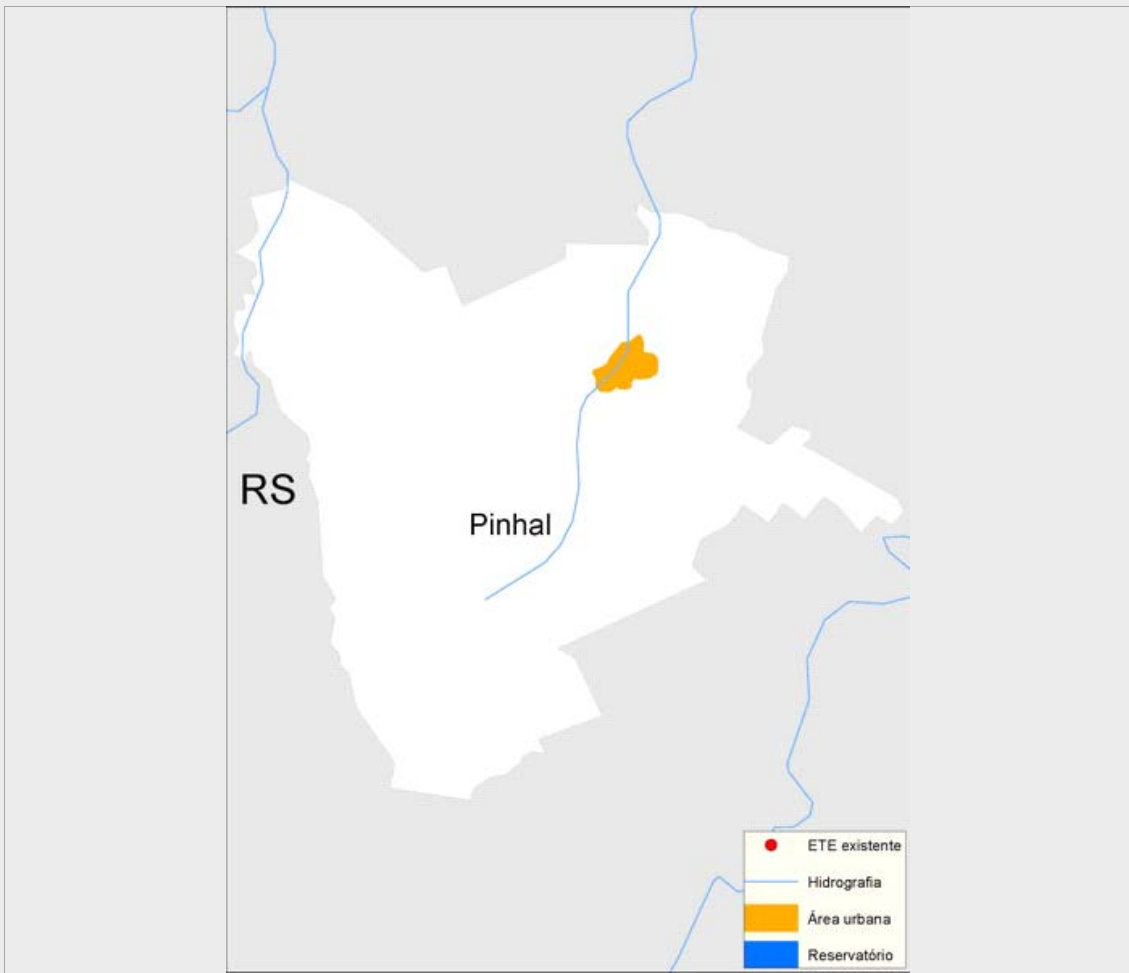 RS
Pinhal
ETE existente
Hidrografia
Área urbana
Reservatório